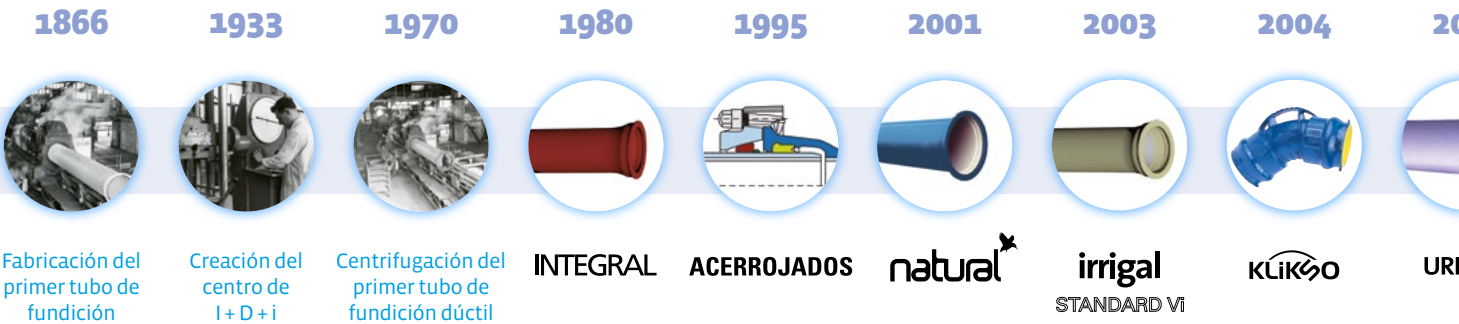 1866 1933 1970 1980 1995 2001 2003 2004
Fabricación del
primer tubo de
fundición
Creación del
centro de
I + D + i
Centrifugación del
primer tubo de
fundición dúctil
INTEGRAL
ACERROJADOS
natural
irrigal
STANDARD Vi
KLIKSO